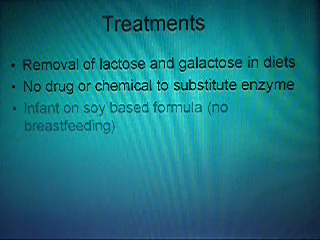 Treatments
• Removal of lactose and galactose in diets
• No drug or chemical to substitute enzyme
• Infant on soy based formula (no
breastfeeding)